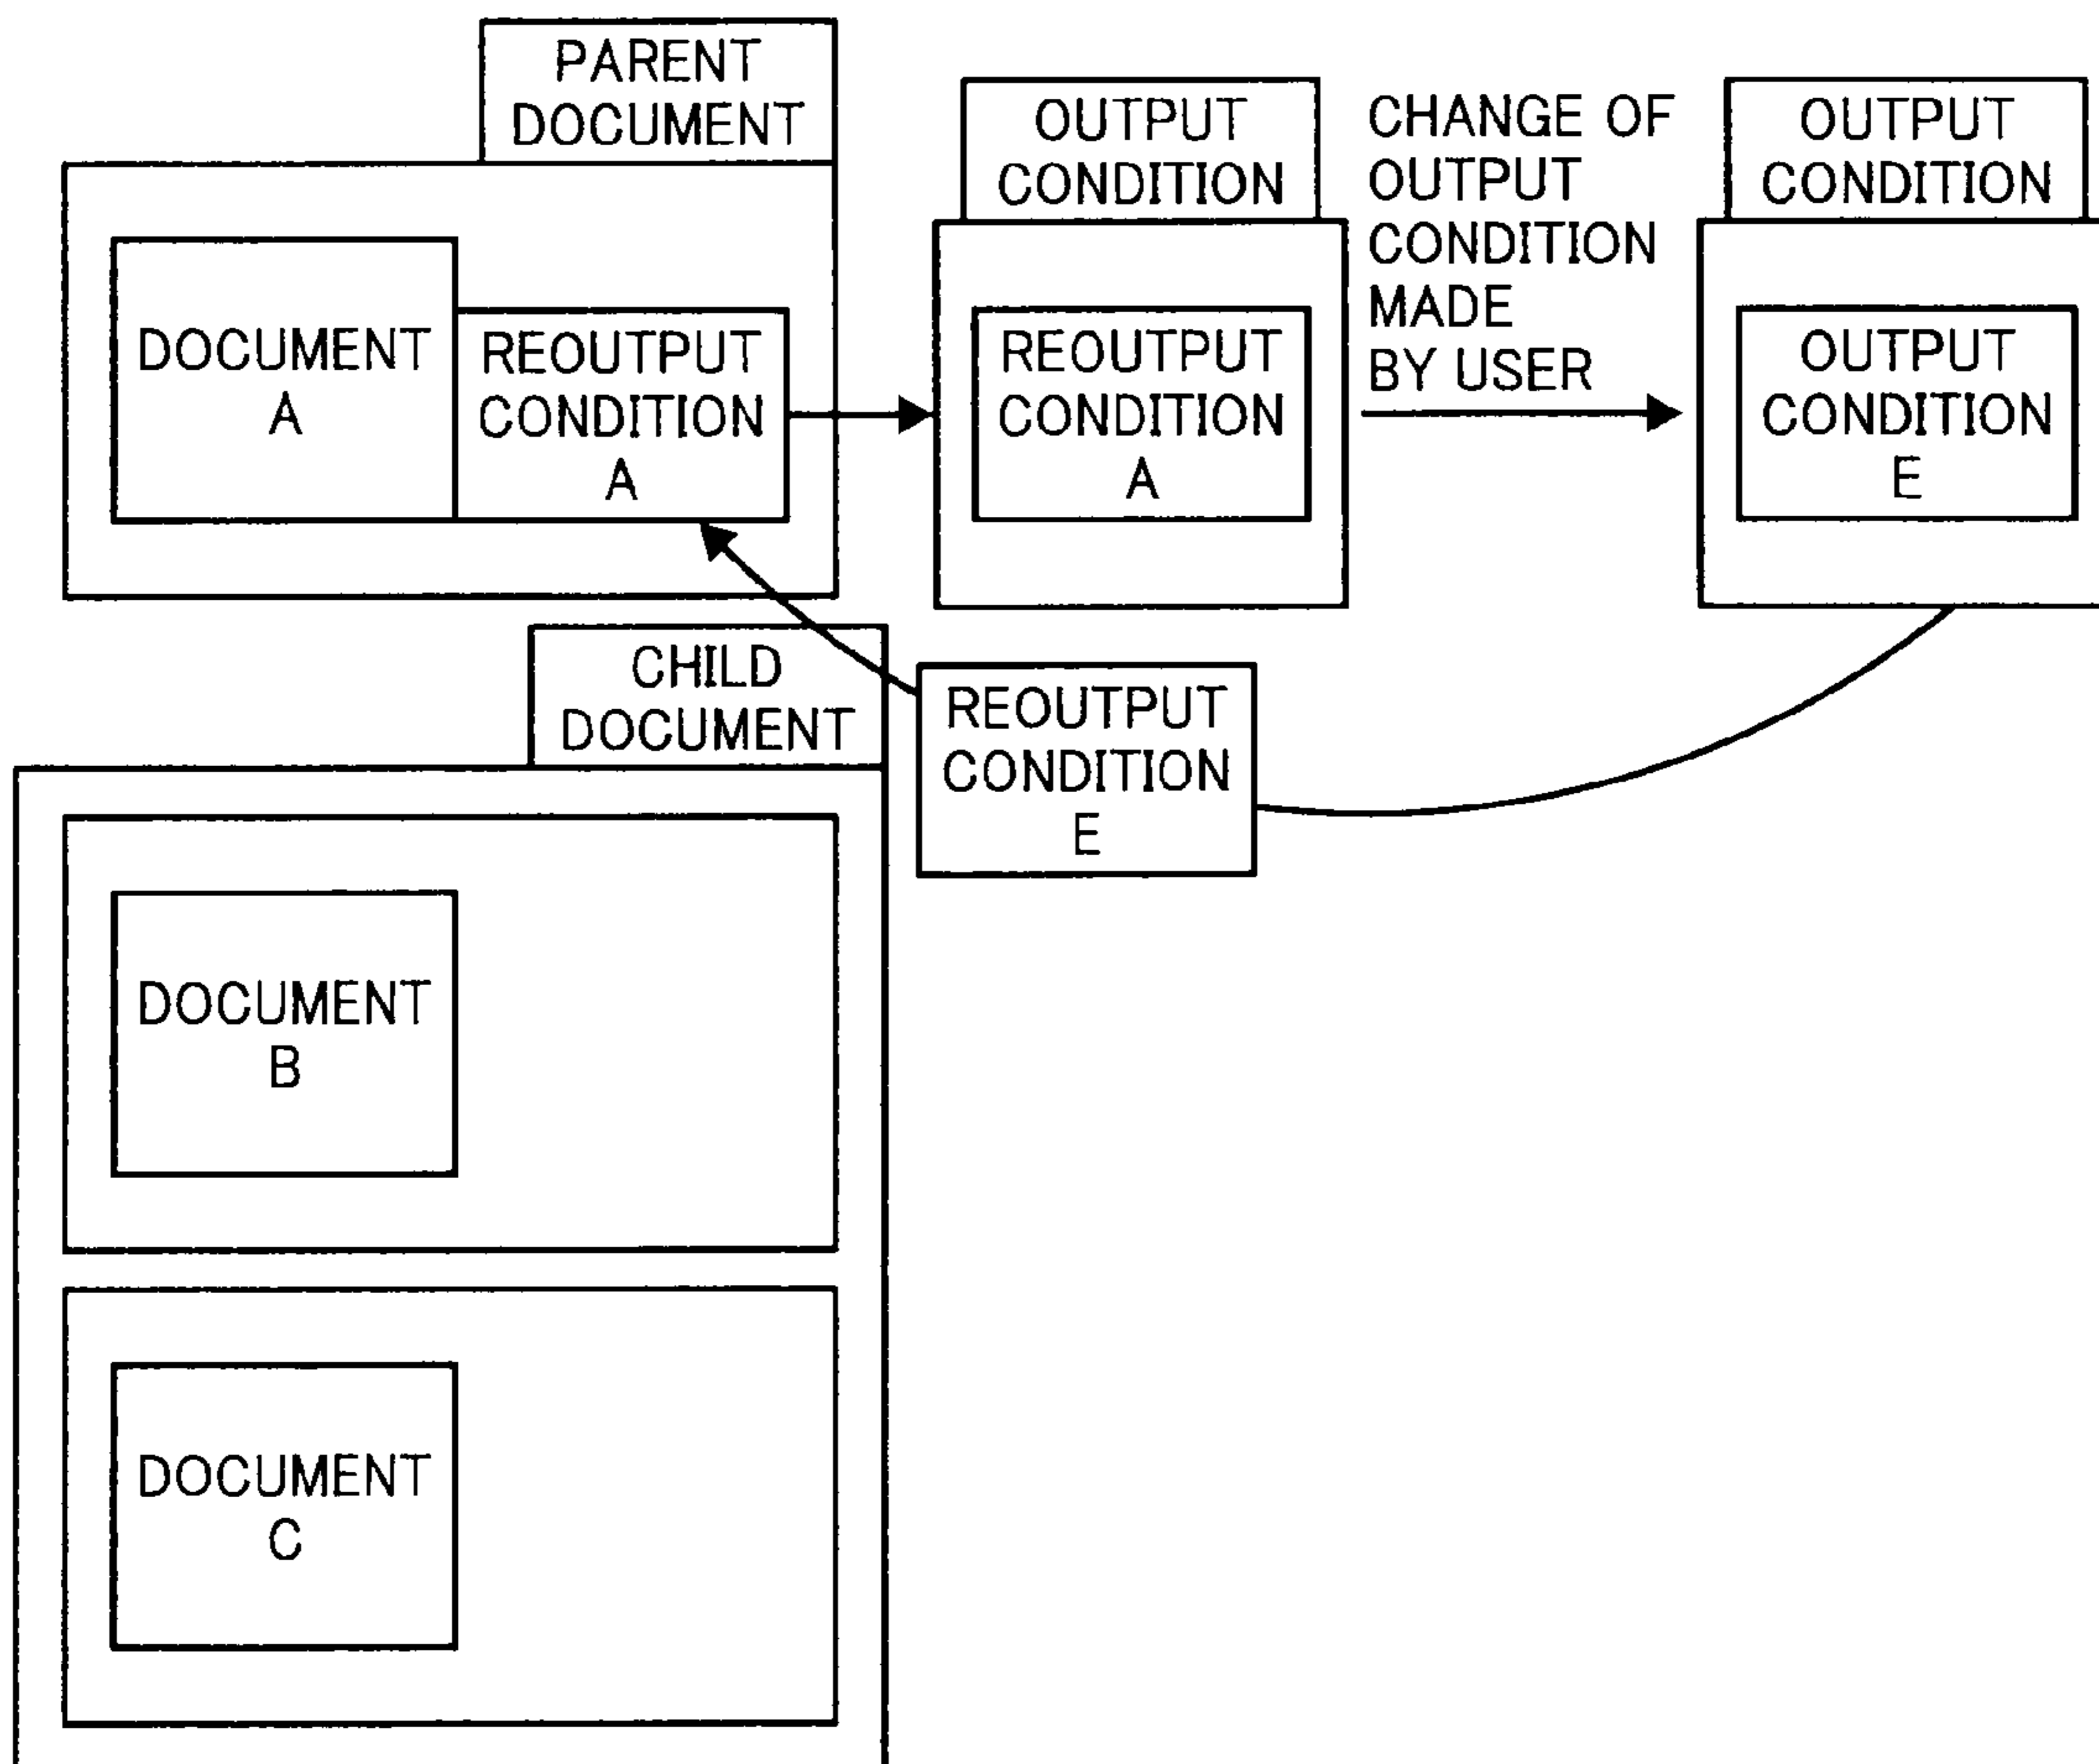 PARENT
DOCUMENT
DOCUMENT
A
REOUTPUT
CONDITION
A
OUTPUT
CONDITION
REOUTPUT
CONDITION
A
CHANGE OF
OUTPUT
CONDITION
MADE
BY USER
OUTPUT
CONDITION
OUTPUT
CONDITION
E
REOUTPUT
CONDITION
E
CHILD
DOCUMENT
DOCUMENT
B
DOCUMENT
C